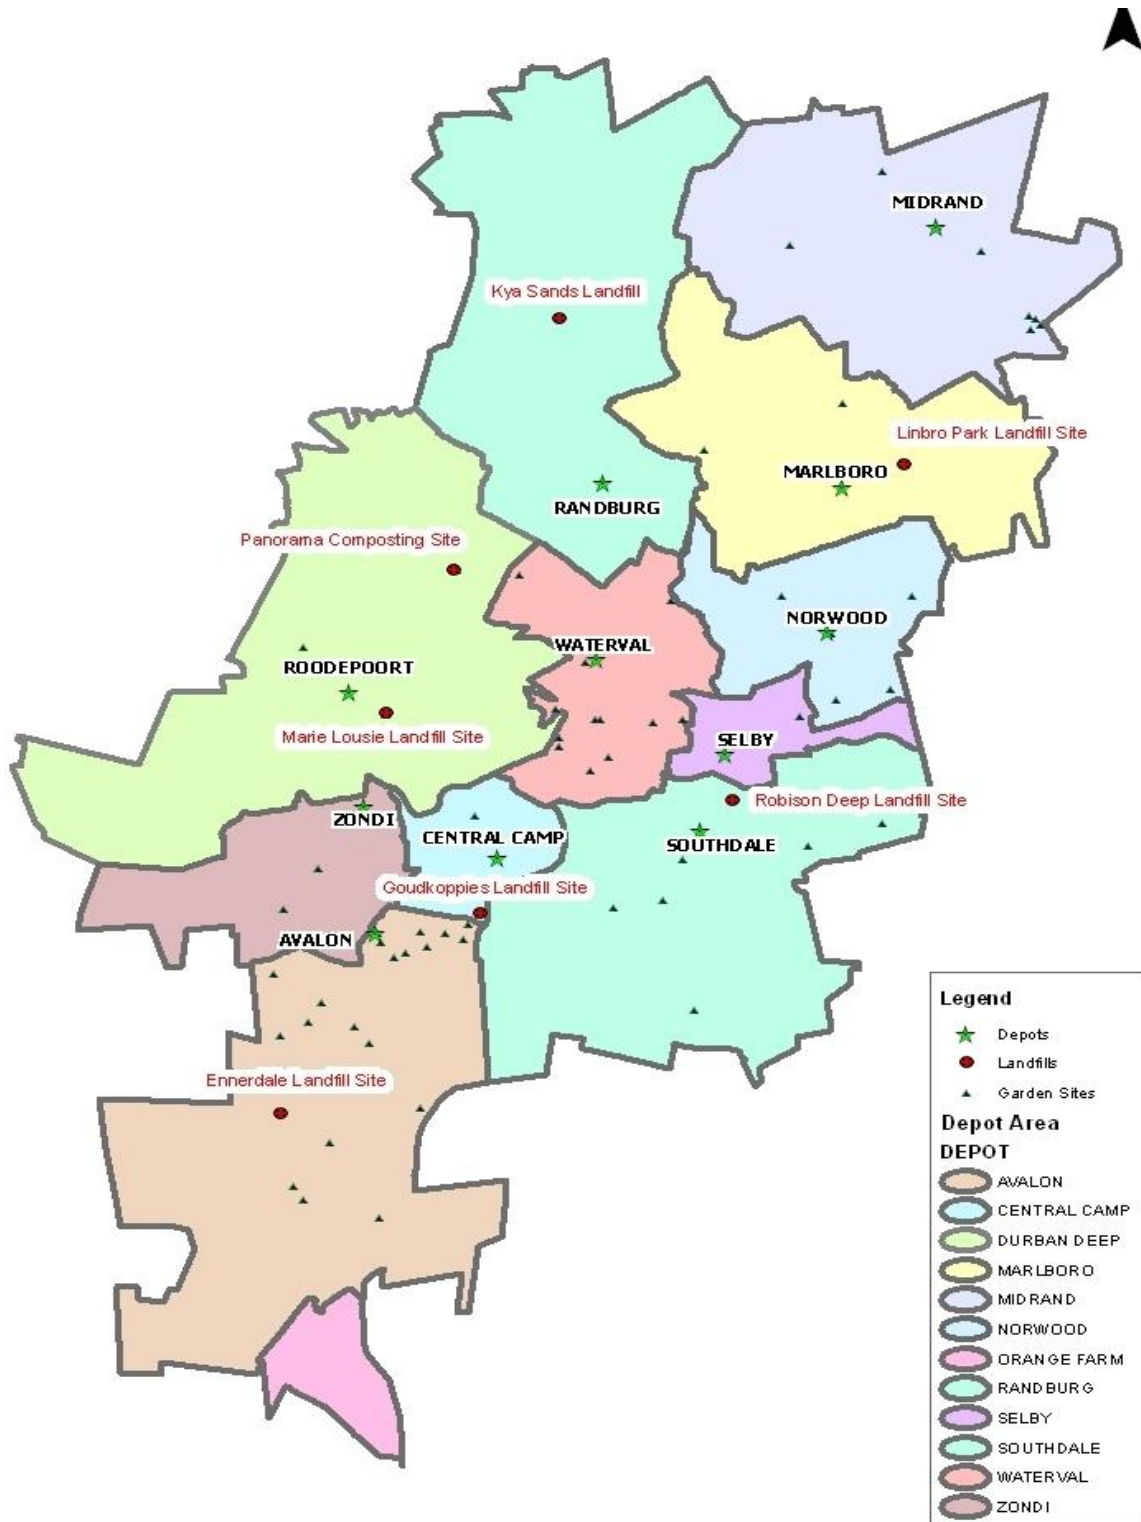 MIDRAND
Kya Sands Landfill
Linbro Park Landfill Site
MARLBORO
RANDBURG
Panorama Composting Site
NORWOOD
WATERVAL
ROODEPOORT
Marie Lousie Landfill Site
SELBY
Robison Deep Landfill Site
ZONDI
CENTRAL CAMP
SOUTHDALE
Goudkoppies Landfill Site
AVALON
Ennerdale Landfill Site
Legend
Depots
Landfills
Garden Sites
Depot Area
DEPOT
AVALON
CENTRAL CAMP
DURBAN DEEP
MARLBORO
MIDRAND
NORWOOD
ORANGE FARM
RANDBURG
SELBY
SOUTHDALE
WATERVAL
ZONDI